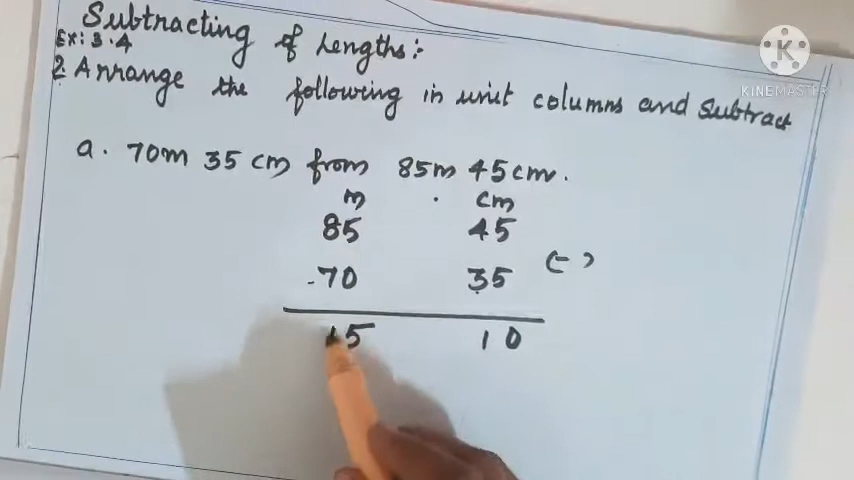 Subtracting of Lengths:
Ex: 3.4
2 Arrange the following in unit columns and Subtract
a. 70m 35 cm from 85m 45cm.
m cm
85 45
-70 35 (-)
15 10
K
KINEMASTER